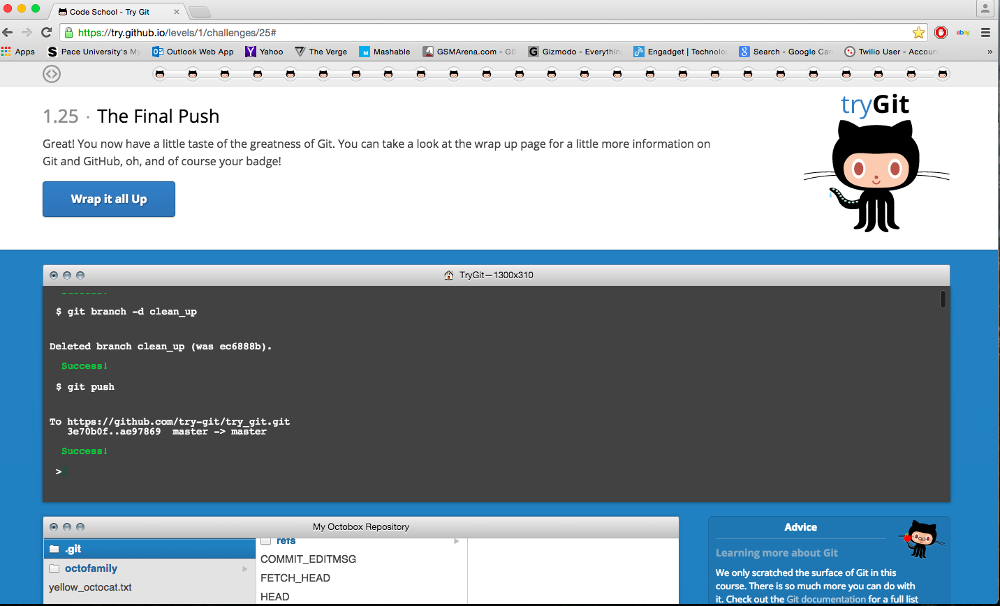 Code School - Try Git
https://try.github.io/levels/1/challenges/25#
ebay
Apps
S Pace University's My
Outlook Web App
Yahoo
The Verge
Mashable
GSMArena.com - GS
G Gizmodo - Everythin
Engadget | Technolo
Search - Google Car
Twilio User - Accoun
»
tryGit
1.25 · The Final Push
Great! You now have a little taste of the greatness of Git. You can take a look at the wrap up page for a little more information on
Git and GitHub, oh, and of course your badge!
Wrap it all Up
TryGit—1300x310
$ git branch -d clean_up
Deleted branch clean_up (was ec6888b).
Success!
$ git push
To https://github.com/try-git/try_git.git
3e70b0f..ae97869 master -> master
Success!
>
My Octobox Repository
.git
octofamily
yellow_octocat.txt
refs
COMMIT_EDITMSG
FETCH_HEAD
HEAD
Advice
Learning more about Git
We only scratched the surface of Git in this
course. There is so much more you can do with
it. Check out the Git documentation for a full list